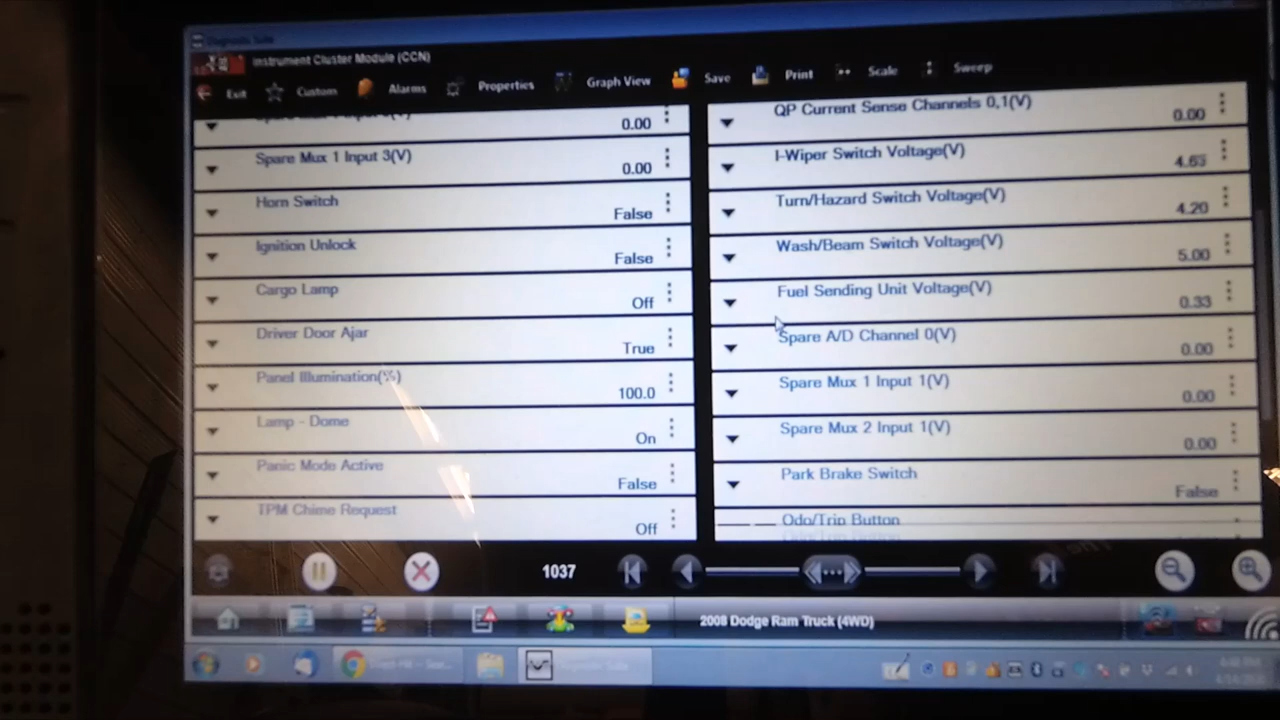 Diagnostic Suite
Instrument Cluster Module (CCN)
Exit Custom Alarms Properties Graph View Save Print Scale Sweep
0.00
Spare Mux 1 Input 3(V)
0.00
Horn Switch
False
Ignition Unlock
False
Cargo Lamp
Off
Driver Door Ajar
True
Panel Illumination(%)
100.0
Lamp - Dome
On
Panic Mode Active
False
TPM Chime Request
Off
QP Current Sense Channels 0,1(V)
0.00
I-Wiper Switch Voltage(V)
4.63
Turn/Hazard Switch Voltage(V)
4.20
Wash/Beam Switch Voltage(V)
5.00
Fuel Sending Unit Voltage(V)
0.33
Spare A/D Channel 0(V)
0.00
Spare Mux 1 Input 1(V)
0.00
Spare Mux 2 Input 1(V)
0.00
Park Brake Switch
False
Odo/Trip Button
1037
2008 Dodge Ram Truck (4WD)
Diagnostic Suite